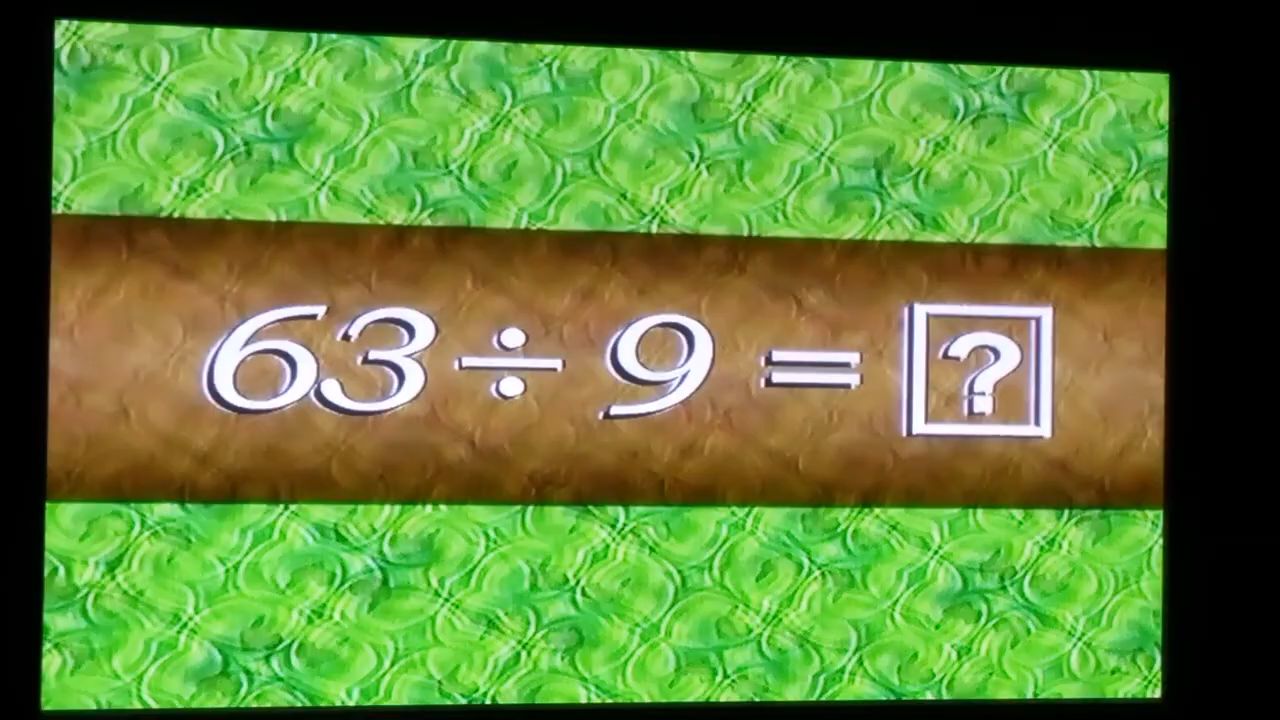 63 ÷ 9 = ?